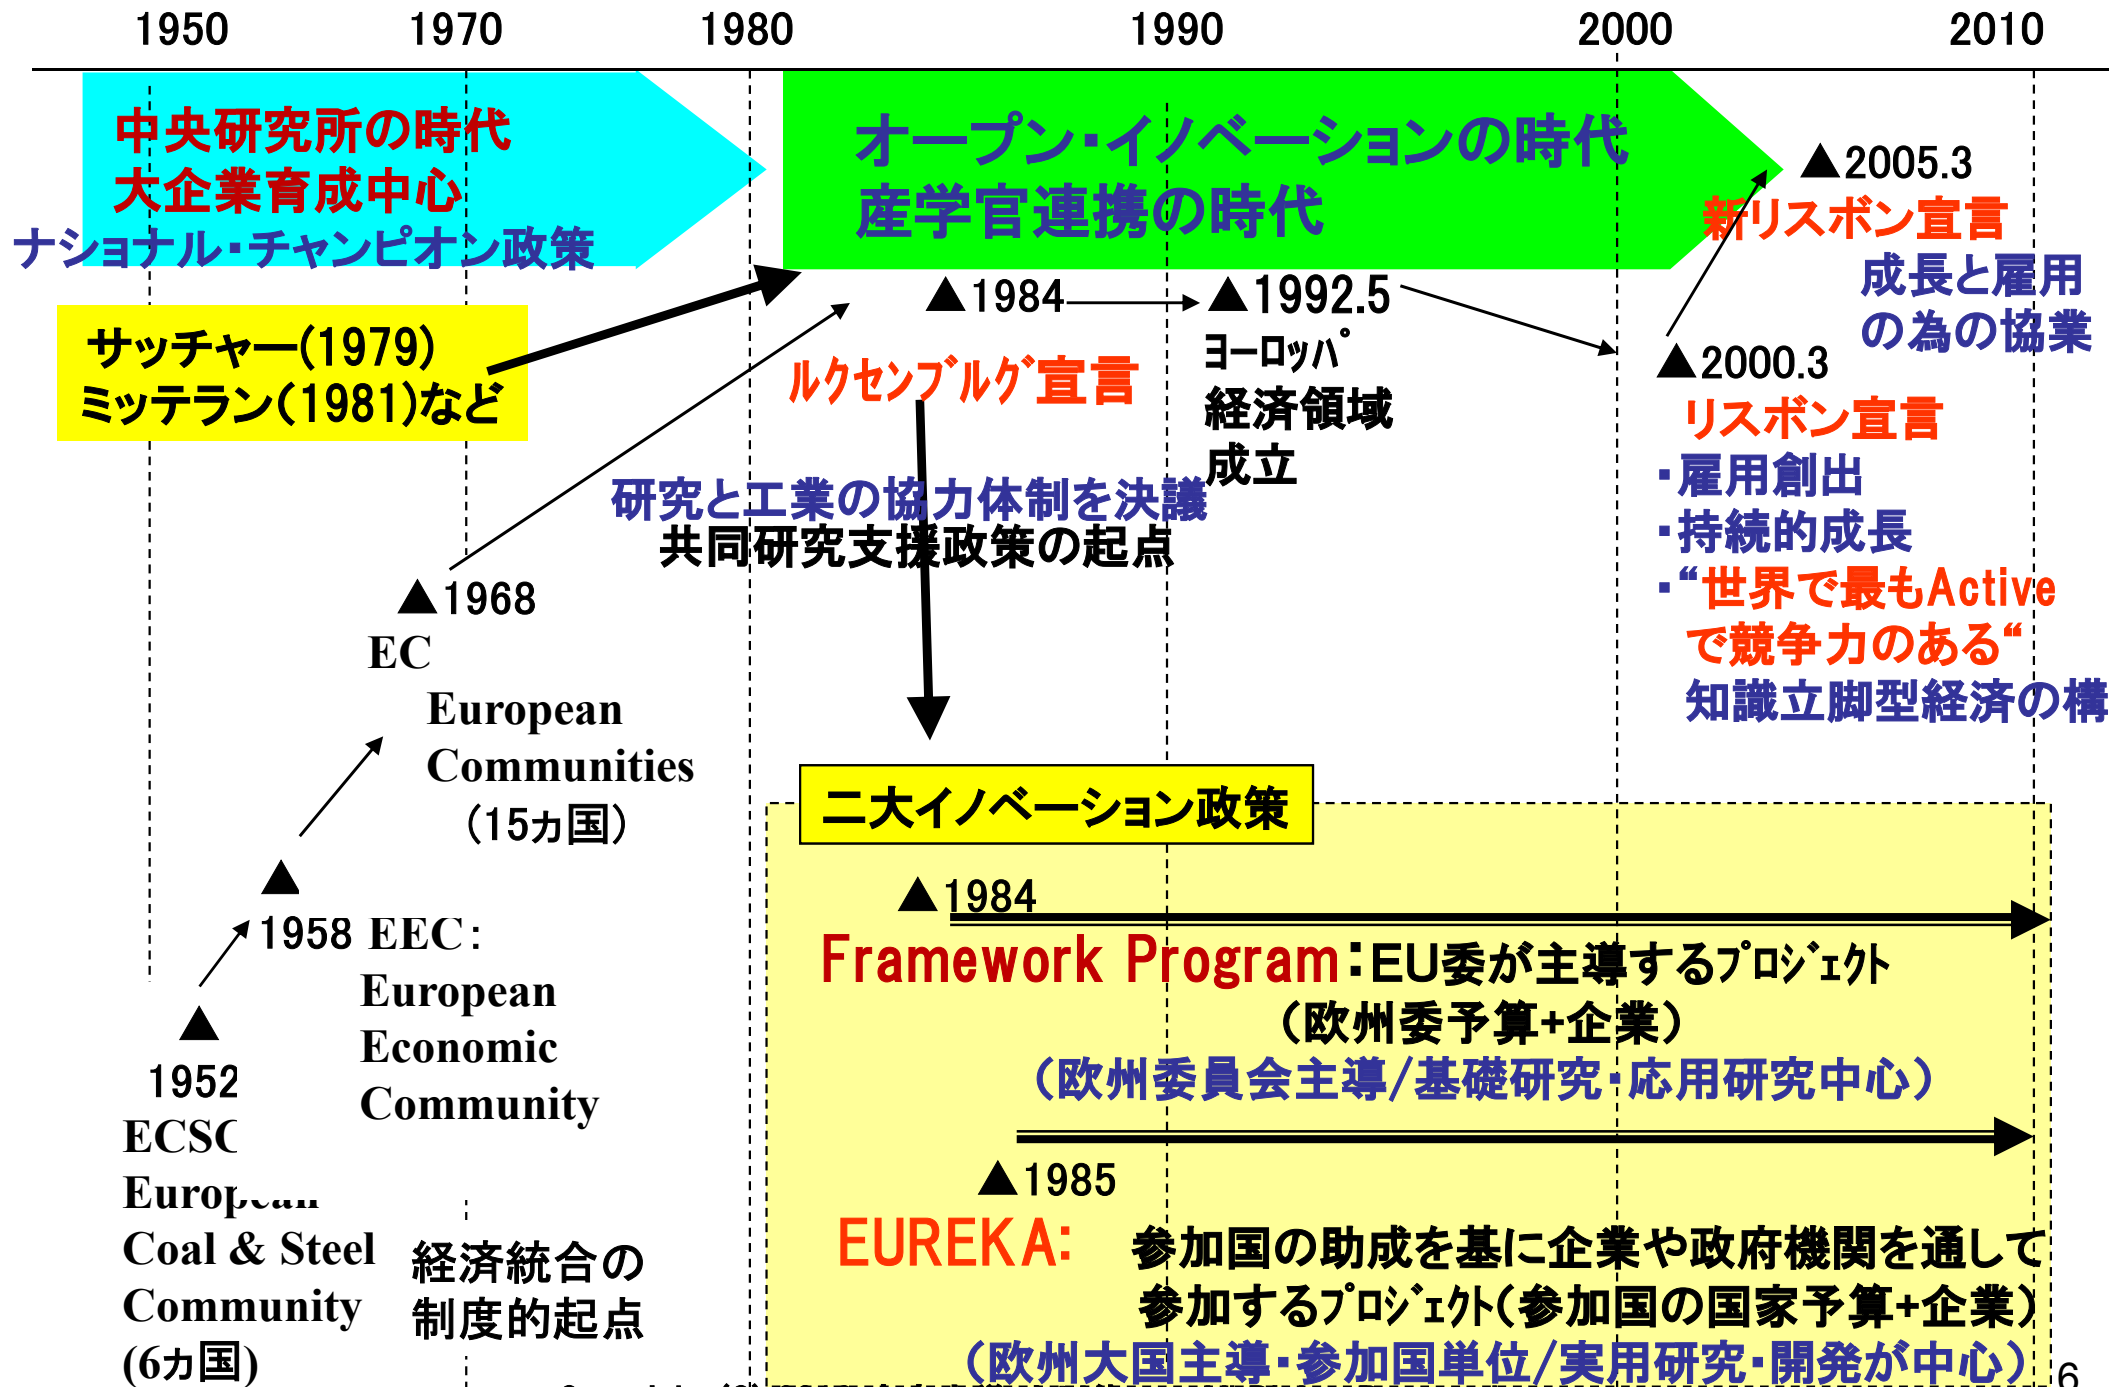 1950 1970 1980 1990 2000 2010
中央研究所の時代
大企業育成中心
ナショナル・チャンピオン政策
オープン・イノベーションの時代
産学官連携の時代
▲2005.3
新リスボン宣言
成長と雇用
の為の協業
サッチャー(1979)
ミッテラン(1981)など
▲1984
ﾙｸｾﾝﾌﾞﾙｸﾞ宣言
▲1992.5
ﾖｰﾛｯﾊﾟ
経済領域
成立
▲2000.3
リスボン宣言
・雇用創出
・持続的成長
・“世界で最もActive
で競争力のある“
知識立脚型経済の構
研究と工業の協力体制を決議
共同研究支援政策の起点
▲1968
EC
European
Communities
(15ヵ国)
▲
1958 EEC:
European
Economic
Community
▲
1952
ECSC
European
Coal & Steel
Community
(6ヵ国)
経済統合の
制度的起点
二大イノベーション政策
▲1984
Framework Program:EU委が主導するﾌﾟﾛｼﾞｪｸﾄ
(欧州委予算+企業)
(欧州委員会主導/基礎研究・応用研究中心)
▲1985
EUREKA: 参加国の助成を基に企業や政府機関を通して
参加するﾌﾟﾛｼﾞｪｸﾄ(参加国の国家予算+企業)
(欧州大国主導・参加国単位/実用研究・開発が中心)
6